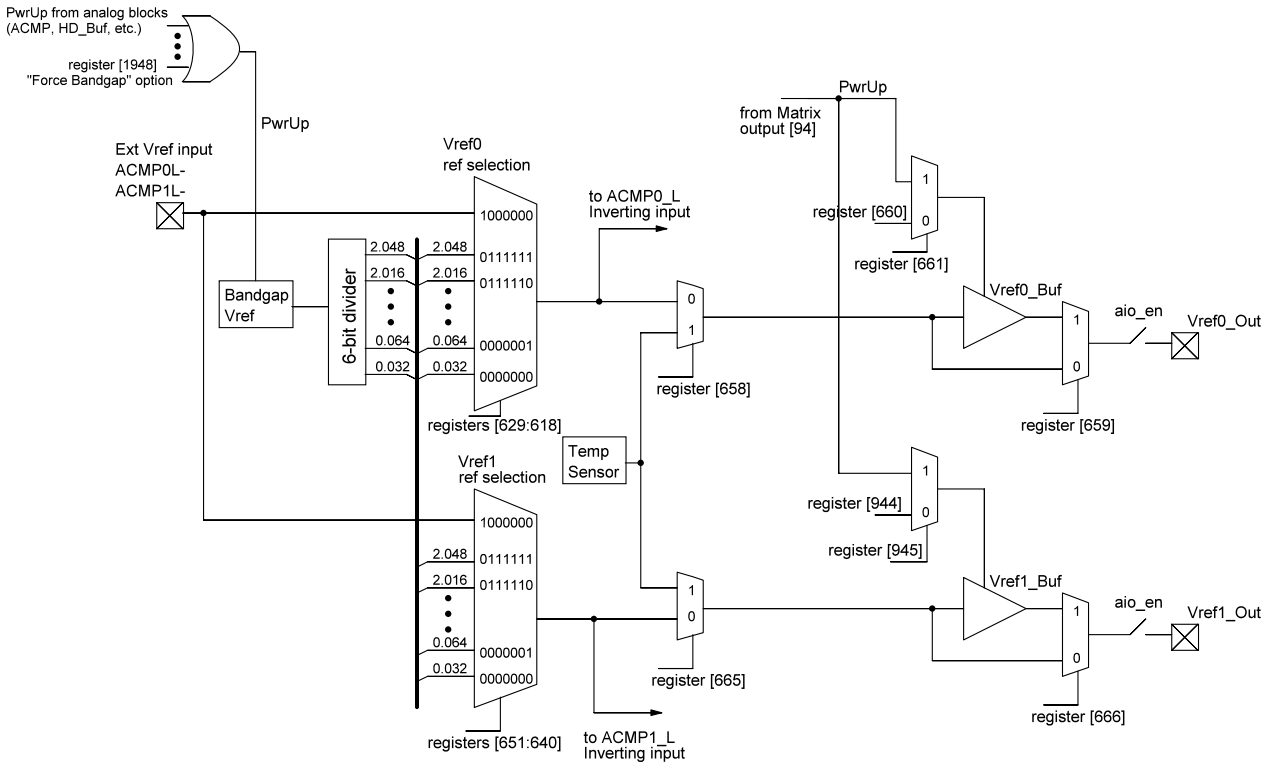 PwrUp from analog blocks
(ACMP, HD_Buf, etc.)
register [1948]
"Force Bandgap" option
PwrUp
Ext Vref input
ACMP0L-
ACMP1L-
Bandgap
Vref
6-bit divider
2.048
2.016
0.064
0.032
2.048
2.016
0.064
0.032
Vref0
ref selection
1000000
0111111
0111110
0000001
0000000
registers [629:618]
to ACMP0_L
Inverting input
0
1
register [658]
Temp
Sensor
PwrUp
from Matrix
output [94]
1
register [660]
0
register [661]
Vref0_Buf
1
0
register [659]
aio_en
Vref0_Out
Vref1
ref selection
1000000
2.048
0111111
2.016
0111110
0.064
0000001
0.032
0000000
registers [651:640]
to ACMP1_L
Inverting input
1
0
register [665]
1
register [944]
0
register [945]
Vref1_Buf
1
0
register [666]
aio_en
Vref1_Out